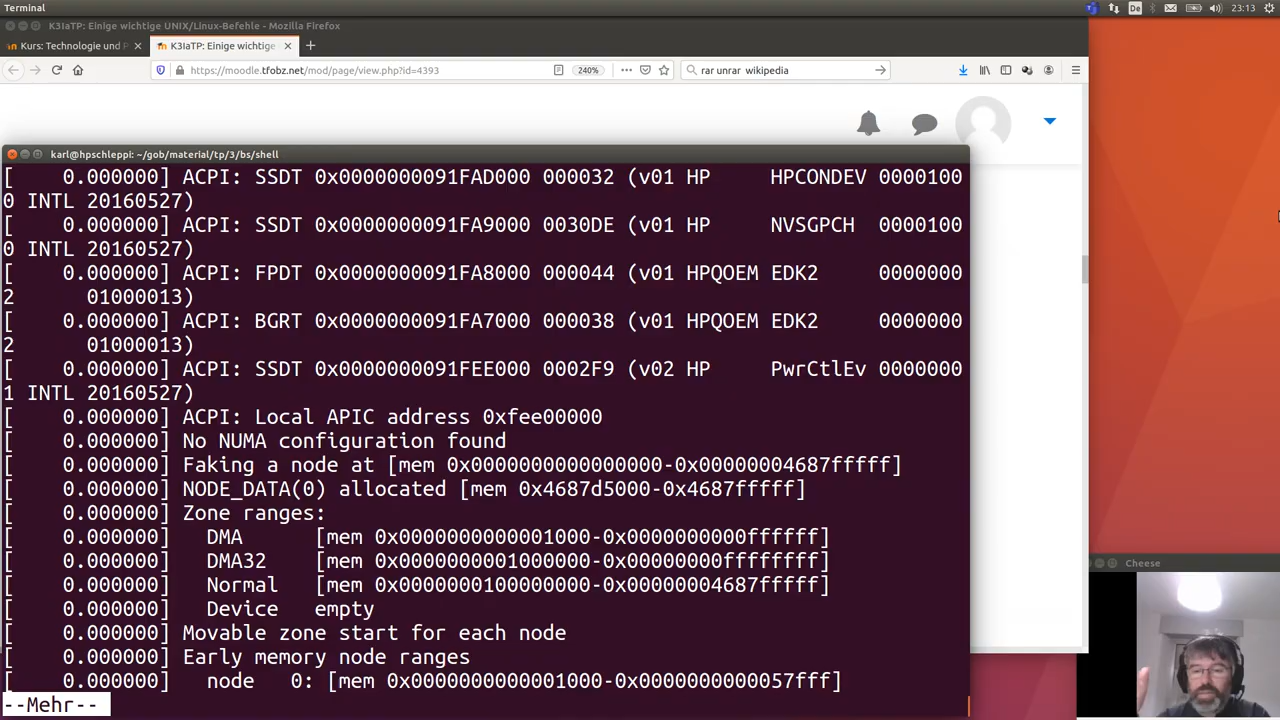 Terminal
De
23:13
K3IaTP: Einige wichtige UNIX/Linux-Befehle - Mozilla Firefox
Kurs: Technologie und P
K3IaTP: Einige wichtige
https://moodle.tfobz.net/mod/page/view.php?id=4393
240%
rar unrar wikipedia
karl@hpschleppi: ~/gob/material/tp/3/bs/shell
[    0.000000] ACPI: SSDT 0x0000000091FAD000 000032 (v01 HP     HPCONDEV 0000100
0 INTL 20160527)
[    0.000000] ACPI: SSDT 0x0000000091FA9000 0030DE (v01 HP     NVSGPCH  0000100
0 INTL 20160527)
[    0.000000] ACPI: FPDT 0x0000000091FA8000 000044 (v01 HPQOEM EDK2     0000000
2      01000013)
[    0.000000] ACPI: BGRT 0x0000000091FA7000 000038 (v01 HPQOEM EDK2     0000000
2      01000013)
[    0.000000] ACPI: SSDT 0x0000000091FEE000 0002F9 (v02 HP     PwrCtlEv 0000000
1 INTL 20160527)
[    0.000000] ACPI: Local APIC address 0xfee00000
[    0.000000] No NUMA configuration found
[    0.000000] Faking a node at [mem 0x0000000000000000-0x00000004687fffff]
[    0.000000] NODE_DATA(0) allocated [mem 0x4687d5000-0x4687fffff]
[    0.000000] Zone ranges:
[    0.000000]   DMA      [mem 0x0000000000001000-0x0000000000ffffff]
[    0.000000]   DMA32    [mem 0x0000000001000000-0x00000000ffffffff]
[    0.000000]   Normal   [mem 0x0000000100000000-0x00000004687fffff]
[    0.000000]   Device   empty
[    0.000000] Movable zone start for each node
[    0.000000] Early memory node ranges
[    0.000000]   node   0: [mem 0x0000000000001000-0x0000000000057fff]
--Mehr--
Cheese